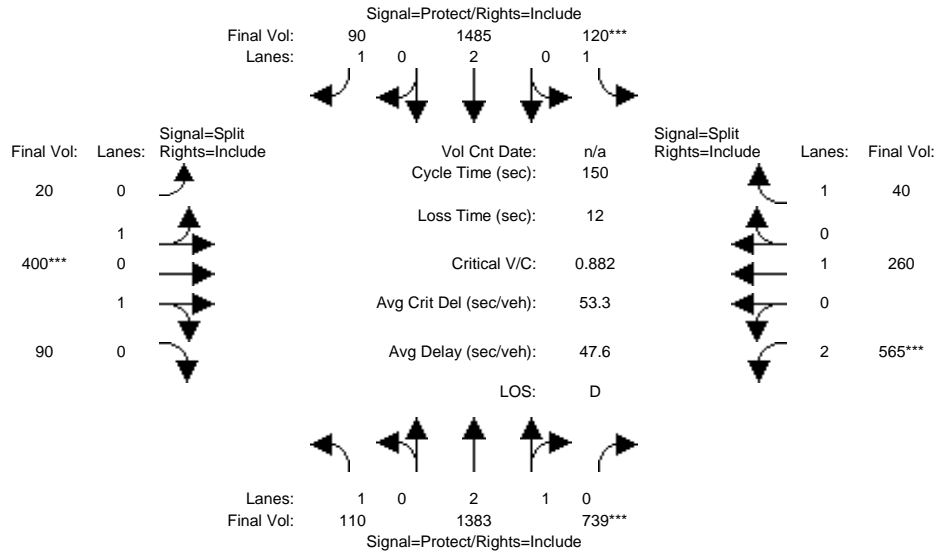 Signal=Protect/Rights=Include
Final Vol: 90 1485 120***
Lanes: 1 0 2 0 1
Signal=Split
Final Vol: Lanes: Rights=Include
Vol Cnt Date: n/a
Signal=Split
Rights=Include Lanes: Final Vol:
Cycle Time (sec): 150
20 0
1 40
Loss Time (sec): 12
1
0
400*** 0
Critical V/C: 0.882
1 260
1
Avg Crit Del (sec/veh): 53.3
0
90 0
Avg Delay (sec/veh): 47.6
2 565***
LOS: D
Lanes: 1 0 2 1 0
Final Vol: 110 1383 739***
Signal=Protect/Rights=Include